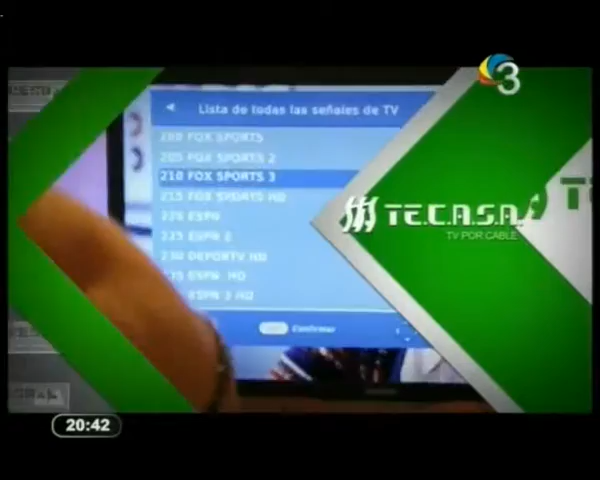 3
Lista de todas las señales de TV
200 FOX SPORTS
205 FOX SPORTS 2
210 FOX SPORTS 3
215 FOX SPORTS HD
220 ESPN
225 ESPN 2
230 DEPORTV HD
235 ESPN HD
ESPN 3 HD
Confirmar
TE.C.A.S.A.
TV POR CABLE
20:42